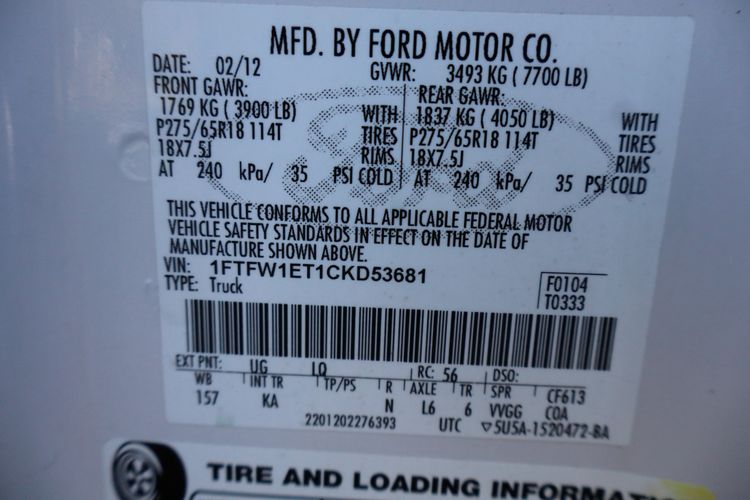 MFD. BY FORD MOTOR CO.
DATE: 02/12 GVWR: 3493 KG ( 7700 LB)
FRONT GAWR: REAR GAWR:
1769 KG ( 3900 LB) WITH 1837 KG ( 4050 LB) WITH
P275/65R18 114T TIRES P275/65R18 114T TIRES
18X7.5J RIMS 18X7.5J RIMS
AT 240 kPa/ 35 PSI COLD AT 240 kPa/ 35 PSI COLD
THIS VEHICLE CONFORMS TO ALL APPLICABLE FEDERAL MOTOR
VEHICLE SAFETY STANDARDS IN EFFECT ON THE DATE OF
MANUFACTURE SHOWN ABOVE.
VIN: 1FTFW1ET1CKD53681
TYPE: Truck
F0104
T0333
EXT PNT: UG LQ RC: 56 DSO:
WB INT TR TP/PS R AXLE TR SPR CF613
157 KA N L6 6 VVGG COA
2201202276393 UTC ▽5U5A-1520472-BA
TIRE AND LOADING INFORMAT